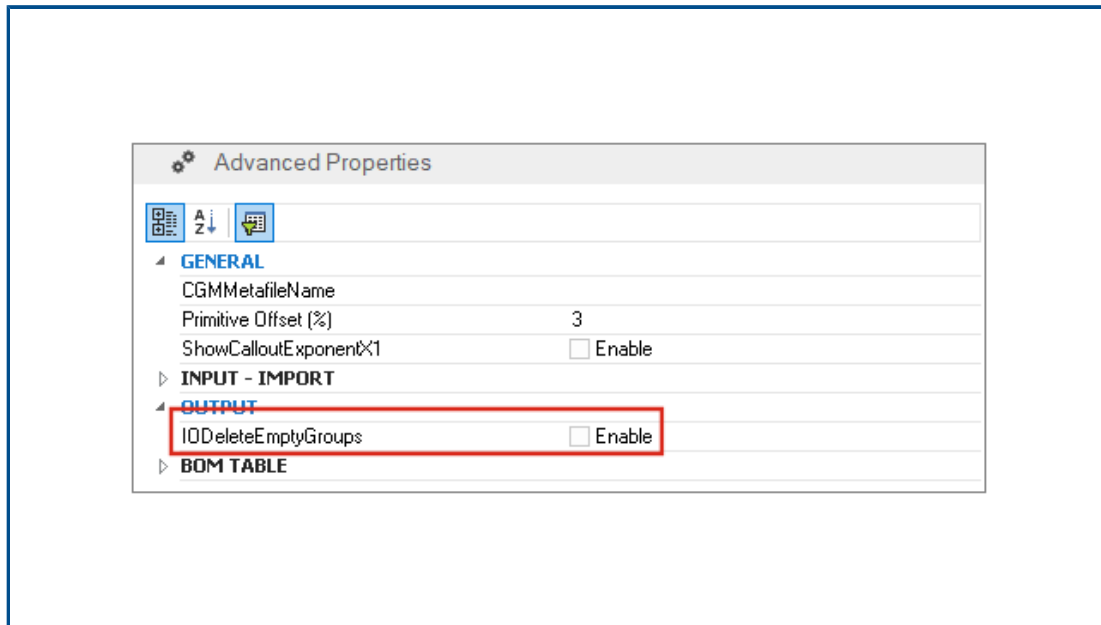 Advanced Properties
GENERAL
CGMMetafileName
Primitive Offset (%) 3
ShowCalloutExponentX1 Enable
INPUT - IMPORT
OUTPUT
IODeleteEmptyGroups Enable
BOM TABLE